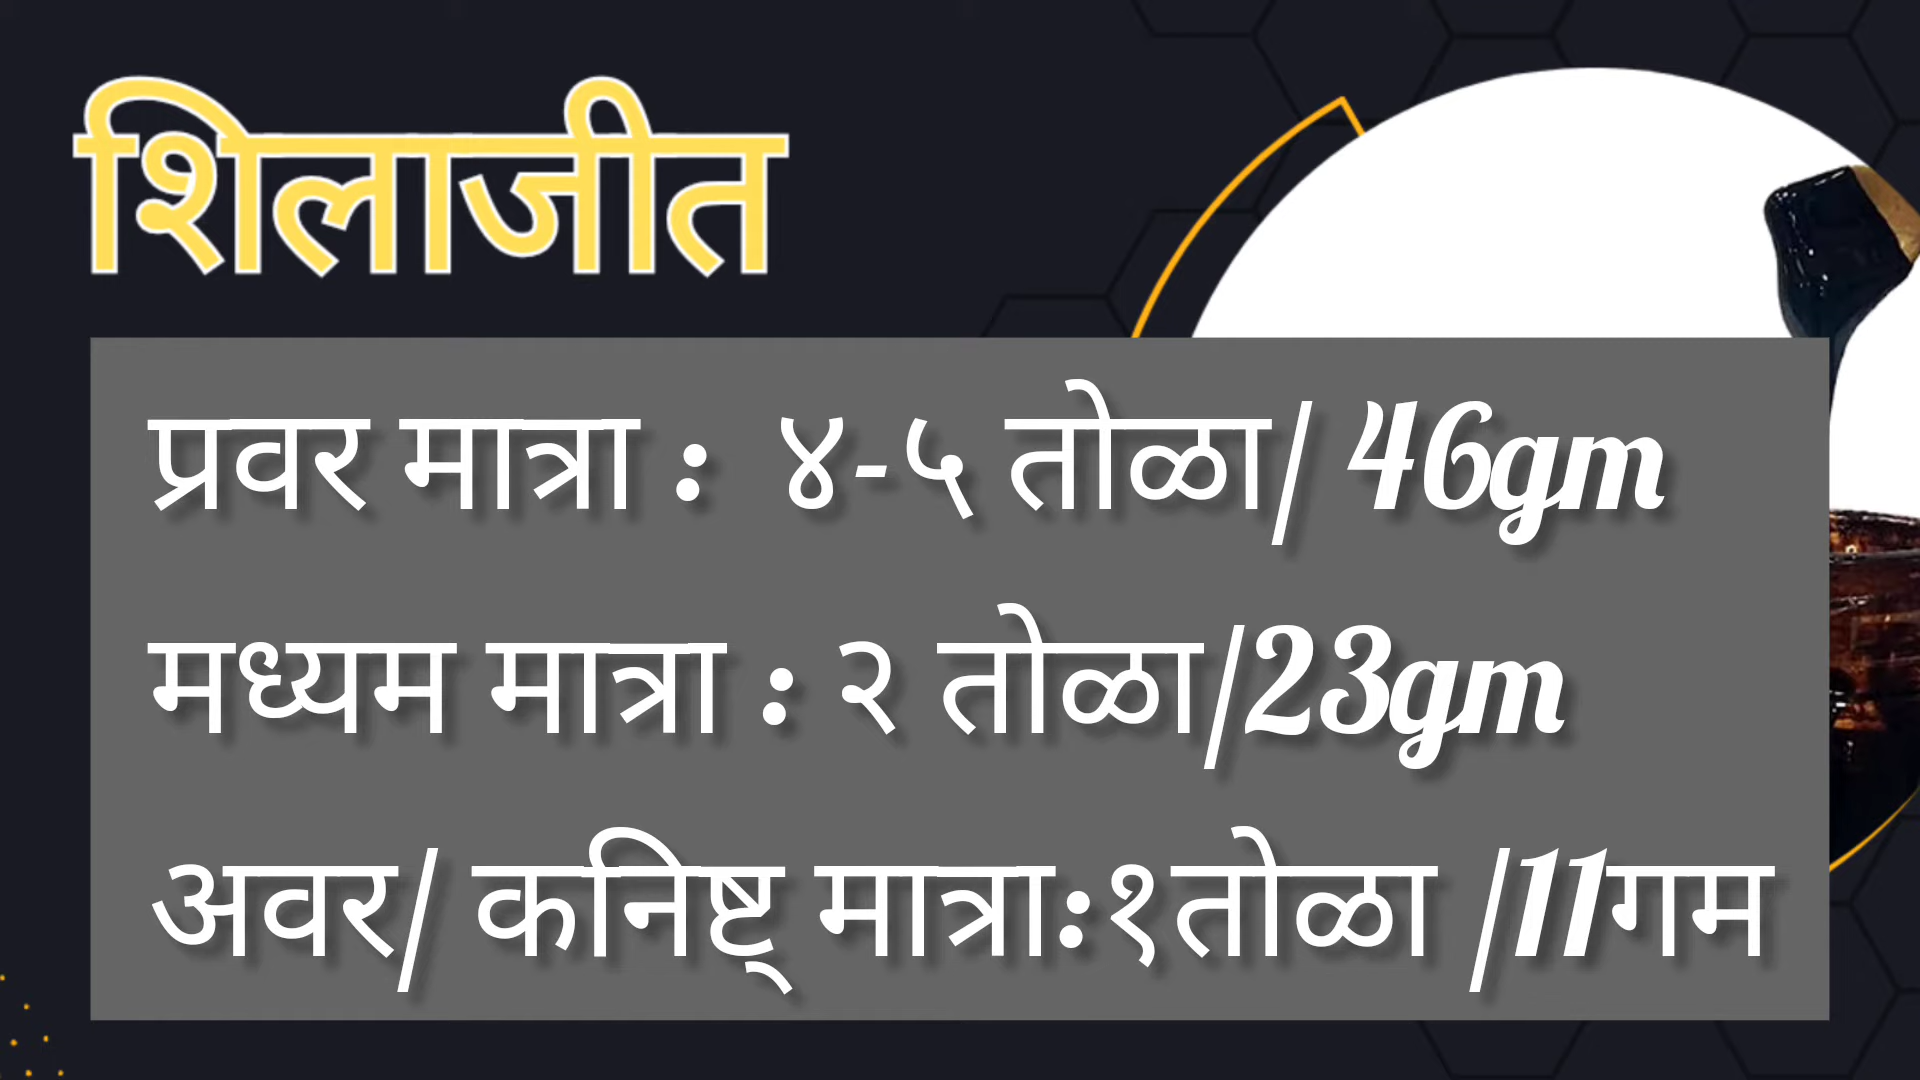 शिलाजीत
प्रवर मात्रा : ४-५ तोळा/ 46gm
मध्यम मात्रा : २ तोळा/23gm
अवर/ कनिष्ट् मात्रा:१तोळा /11गम